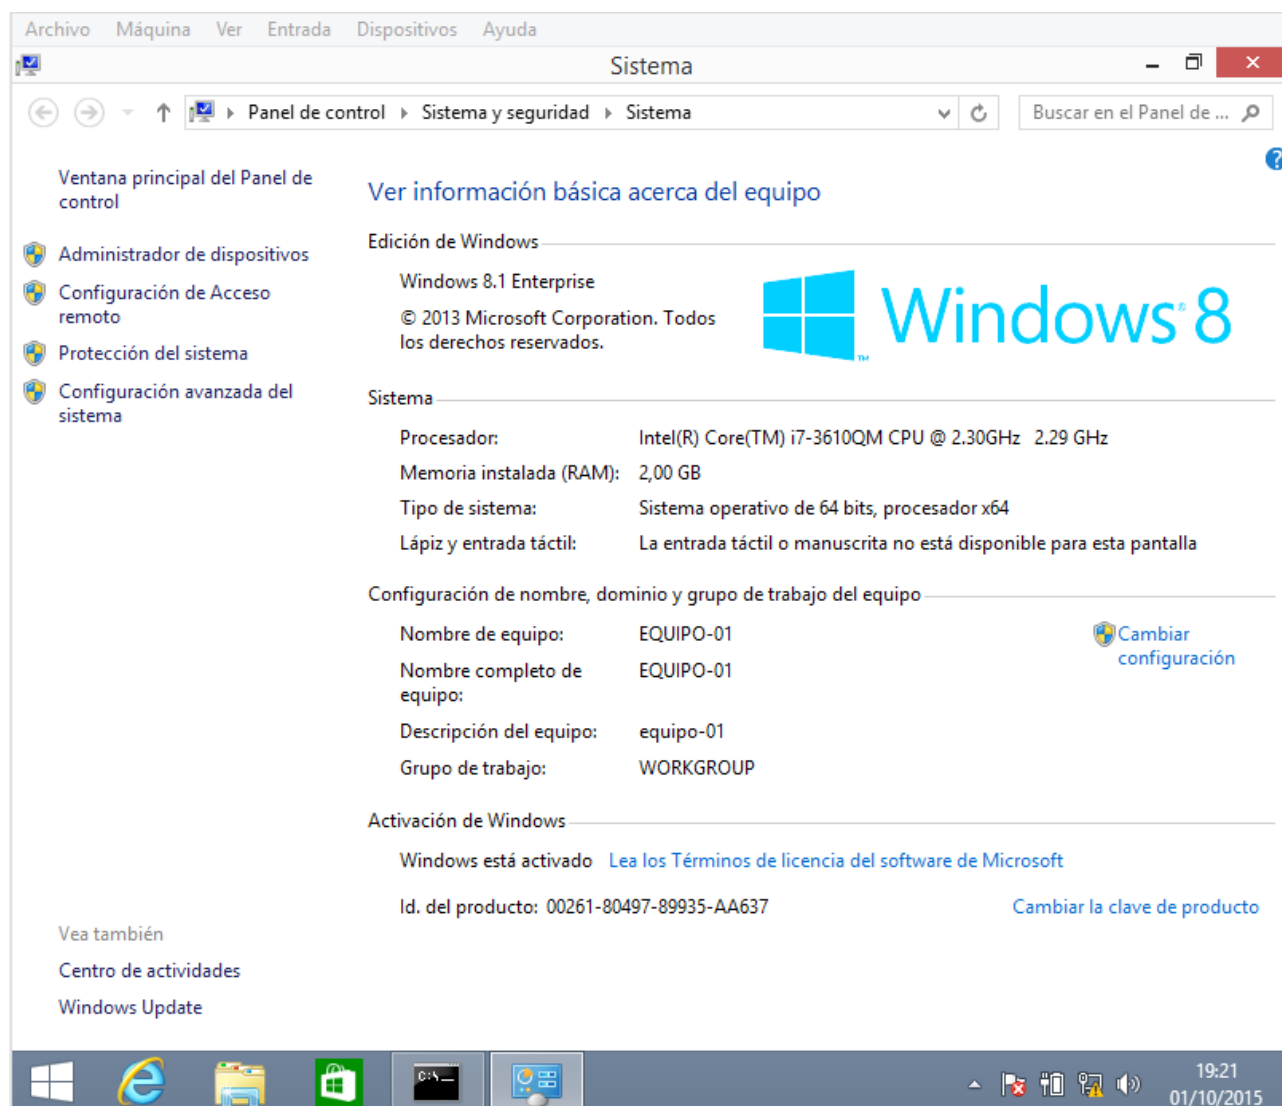 Archivo Máquina Ver Entrada Dispositivos Ayuda
Sistema
Panel de control Sistema y seguridad Sistema
Buscar en el Panel de ...
Ventana principal del Panel de
control
Administrador de dispositivos
Configuración de Acceso
remoto
Protección del sistema
Configuración avanzada del
sistema
Ver información básica acerca del equipo
Edición de Windows
Windows 8.1 Enterprise
© 2013 Microsoft Corporation. Todos
los derechos reservados.
Windows® 8
TM
Sistema
Procesador: Intel(R) Core(TM) i7-3610QM CPU @ 2.30GHz 2.29 GHz
Memoria instalada (RAM): 2,00 GB
Tipo de sistema: Sistema operativo de 64 bits, procesador x64
Lápiz y entrada táctil: La entrada táctil o manuscrita no está disponible para esta pantalla
Configuración de nombre, dominio y grupo de trabajo del equipo
Nombre de equipo: EQUIPO-01
Cambiar
configuración
Nombre completo de
equipo:
EQUIPO-01
Descripción del equipo: equipo-01
Grupo de trabajo: WORKGROUP
Activación de Windows
Windows está activado Lea los Términos de licencia del software de Microsoft
Id. del producto: 00261-80497-89935-AA637
Cambiar la clave de producto
Vea también
Centro de actividades
Windows Update
C:\
19:21
01/10/2015